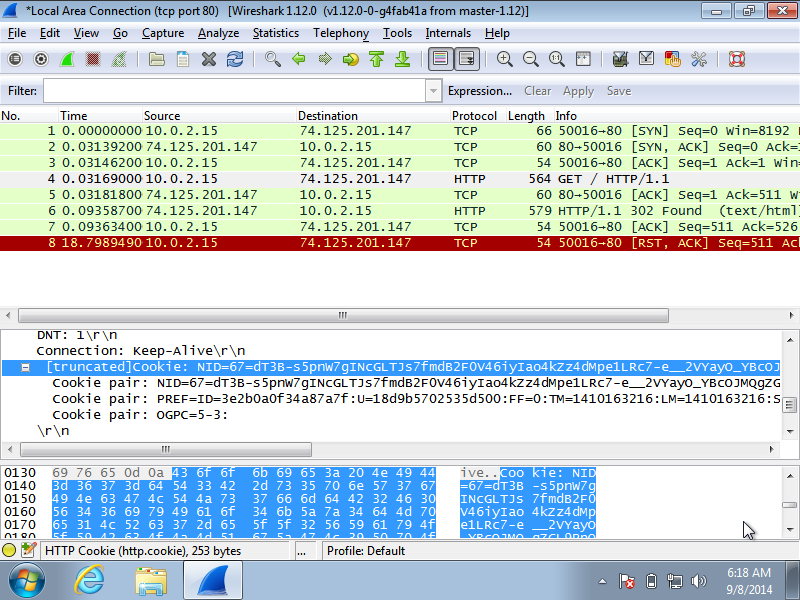 *Local Area Connection (tcp port 80) [Wireshark 1.12.0 (v1.12.0-0-g4fab41a from master-1.12)]
File Edit View Go Capture Analyze Statistics Telephony Tools Internals Help
Filter: Expression... Clear Apply Save
No. Time Source Destination Protocol Length Info
1 0.00000000 10.0.2.15 74.125.201.147 TCP 66 50016→80 [SYN] Seq=0 Win=8192
2 0.03139200 74.125.201.147 10.0.2.15 TCP 60 80→50016 [SYN, ACK] Seq=0 Ack=1
3 0.03146200 10.0.2.15 74.125.201.147 TCP 54 50016→80 [ACK] Seq=1 Ack=1 Win=
4 0.03169000 10.0.2.15 74.125.201.147 HTTP 564 GET / HTTP/1.1
5 0.03181800 74.125.201.147 10.0.2.15 TCP 60 80→50016 [ACK] Seq=1 Ack=511 Wi
6 0.09358700 74.125.201.147 10.0.2.15 HTTP 579 HTTP/1.1 302 Found (text/html)
7 0.09363400 10.0.2.15 74.125.201.147 TCP 54 50016→80 [ACK] Seq=511 Ack=526
8 18.7989490 10.0.2.15 74.125.201.147 TCP 54 50016→80 [RST, ACK] Seq=511 Ack
DNT: 1\r\n
Connection: Keep-Alive\r\n
[truncated]Cookie: NID=67=dT3B-s5pnW7gINcGLTJs7fmdB2F0V46iyIao4kZz4dMpe1LRc7-e__2VYayO_YBcOJ
Cookie pair: NID=67=dT3B-s5pnW7gINcGLTJs7fmdB2F0V46iyIao4kZz4dMpe1LRc7-e__2VYayO_YBcOJMQgZG
Cookie pair: PREF=ID=3e2b0a0f34a87a7f:U=18d9b5702535d500:FF=0:TM=1410163216:LM=1410163216:S
Cookie pair: OGPC=5-3:
\r\n
0130 69 76 65 0d 0a 43 6f 6f 6b 69 65 3a 20 4e 49 44 ive..Coo kie: NID
0140 3d 36 37 3d 64 54 33 42 2d 73 35 70 6e 57 37 67 =67=dT3B -s5pnW7g
0150 49 4e 63 47 4c 54 4a 73 37 66 6d 64 42 32 46 30 INcGLTJs 7fmdB2F0
0160 56 34 36 69 79 49 61 6f 34 6b 5a 7a 34 64 4d 70 V46iyIao 4kZz4dMp
0170 65 31 4c 52 63 37 2d 65 5f 5f 32 56 59 61 79 4f e1LRc7-e __2VYayO
HTTP Cookie (http.cookie), 253 bytes ... Profile: Default
6:18 AM
9/8/2014